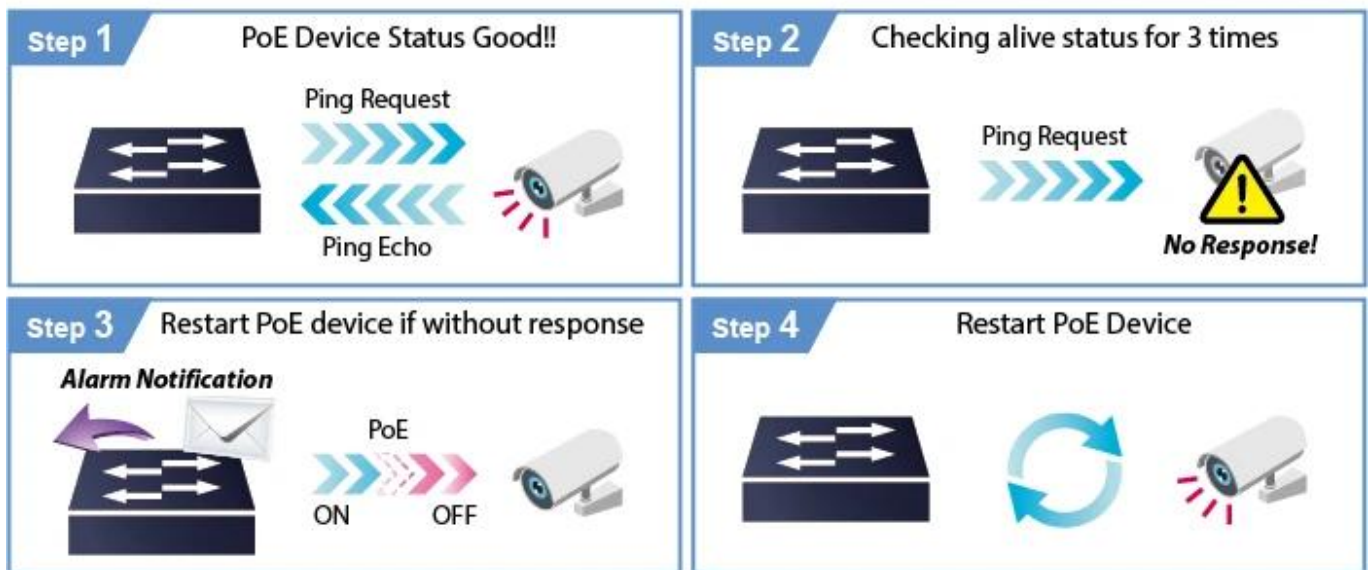 Step 1
PoE Device Status Good!!
Ping Request
Ping Echo
Step 2
Checking alive status for 3 times
Ping Request
No Response!
Step 3
Restart PoE device if without response
Alarm Notification
PoE
ON OFF
Step 4
Restart PoE Device